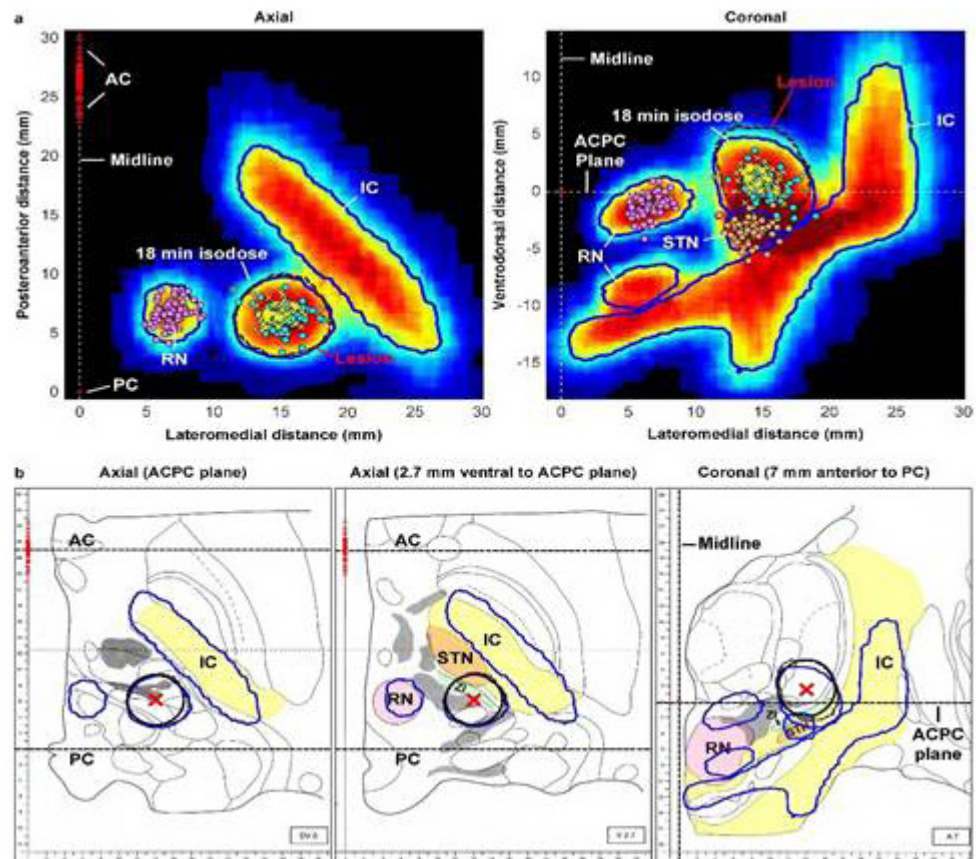 a
Axial
Coronal
30
25
20
15
10
5
0
Posteroanterior distance (mm)
AC
Midline
IC
18 min isodose
RN
Lesion
PC
0
5
10
15
20
25
30
Lateromedial distance (mm)
10
5
0
-5
-10
-15
Ventrodorsal distance (mm)
Midline
Lesion
18 min isodose
IC
ACPC
Plane
STN
RN
0
5
10
15
20
25
30
Lateromedial distance (mm)
b
Axial (ACPC plane)
Axial (2.7 mm ventral to ACPC plane)
Coronal (7 mm anterior to PC)
AC
IC
PC
AC
IC
STN
ZI
RN
PC
Midline
IC
ZI
STN
RN
ACPC
plane